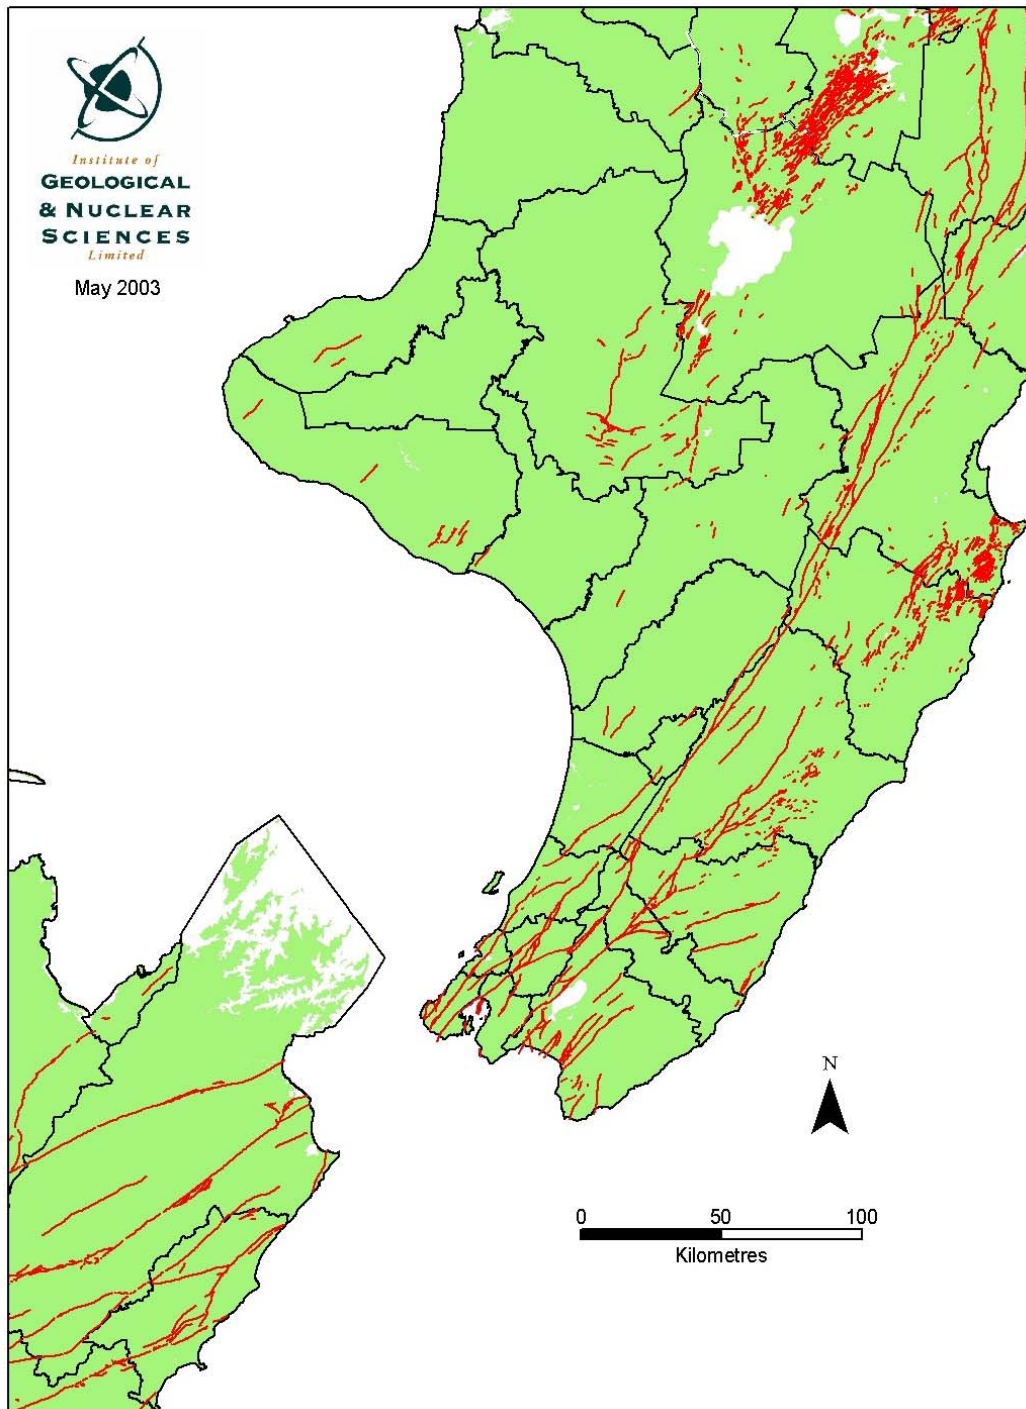 Institute of
GEOLOGICAL
& NUCLEAR
SCIENCES
Limited
May 2003
N
0 50 100
Kilometres